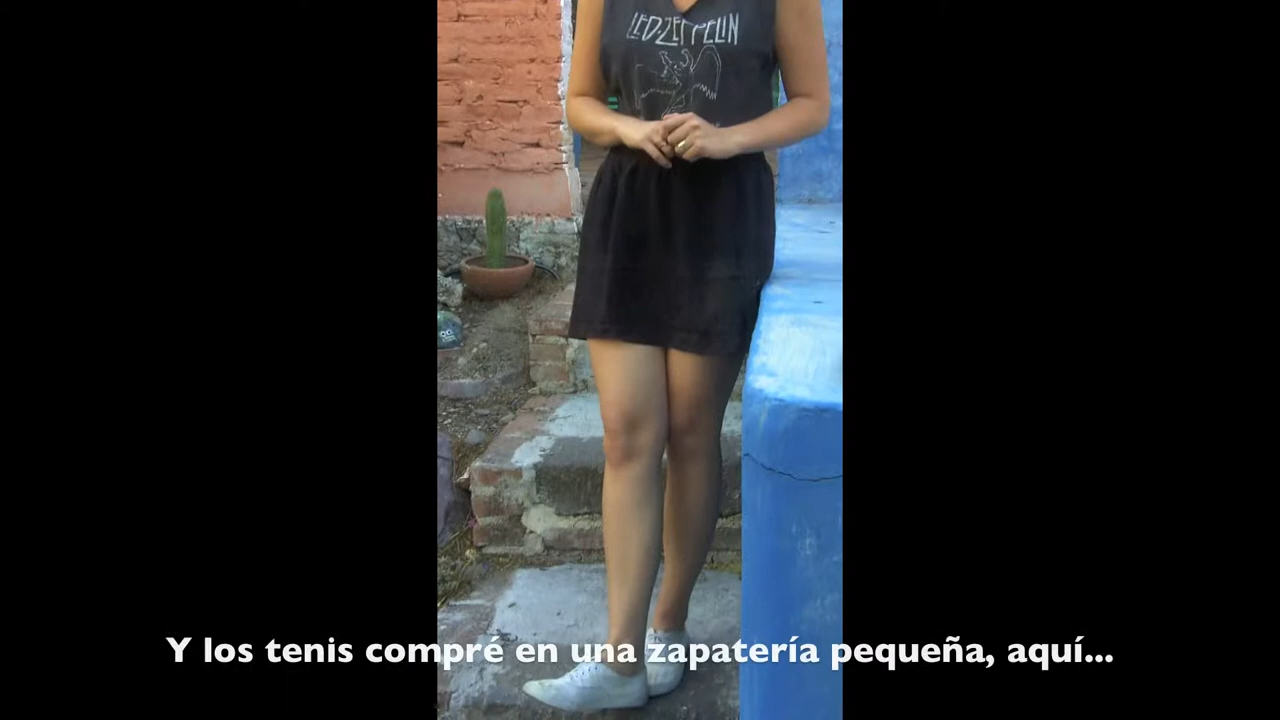 LED-ZEPPELIN
Y los tenis compré en una zapatería pequeña, aquí...